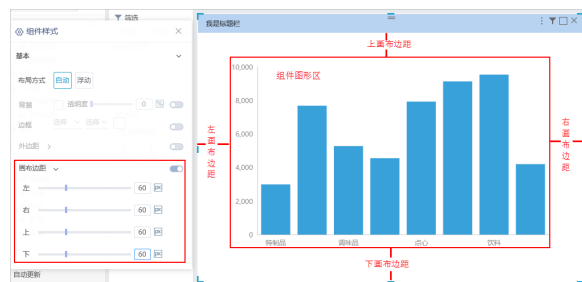 筛选
组件样式
基本
布局方式 自动 浮动
背景 透明度 0
边框 选择 选择
外边距
画布边距
左 60 px
右 60 px
上 60 px
下 60 px
自动更新
我是标题栏
上画布边距
组件图形区
10,000
8,000
6,000
4,000
2,000
0
特制品 调味品 点心 饮料
左画布边距
右画布边距
下画布边距